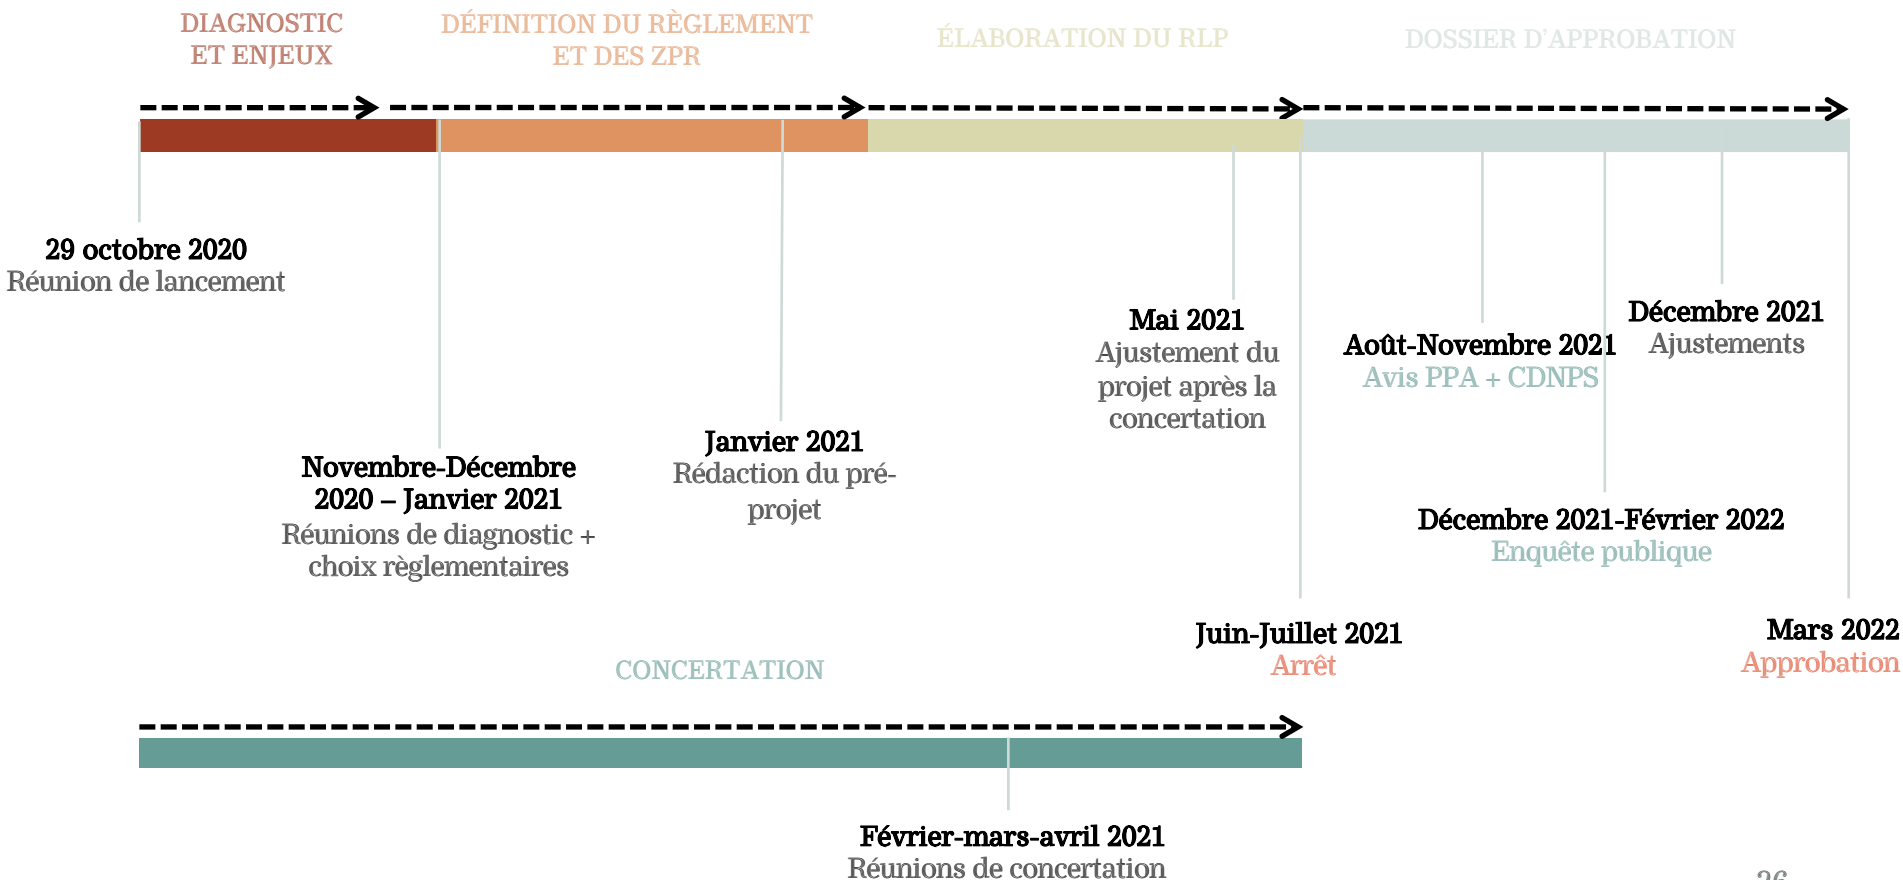 DIAGNOSTIC
ET ENJEUX
DÉFINITION DU RÈGLEMENT
ET DES ZPR
ÉLABORATION DU RLP
DOSSIER D'APPROBATION
29 octobre 2020
Réunion de lancement
Novembre-Décembre
2020 – Janvier 2021
Réunions de diagnostic +
choix règlementaires
Janvier 2021
Rédaction du pré-
projet
Mai 2021
Ajustement du
projet après la
concertation
Août-Novembre 2021
Avis PPA + CDNPS
Décembre 2021
Ajustements
Décembre 2021-Février 2022
Enquête publique
Juin-Juillet 2021
Arrêt
Mars 2022
Approbation
CONCERTATION
Février-mars-avril 2021
Réunions de concertation